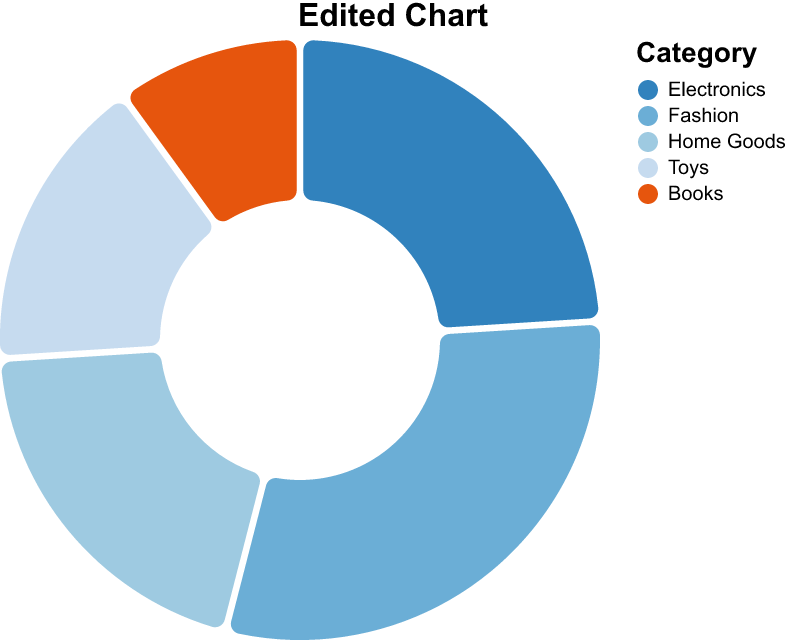 Edited Chart
Category
Electronics
Fashion
Home Goods
Toys
Books